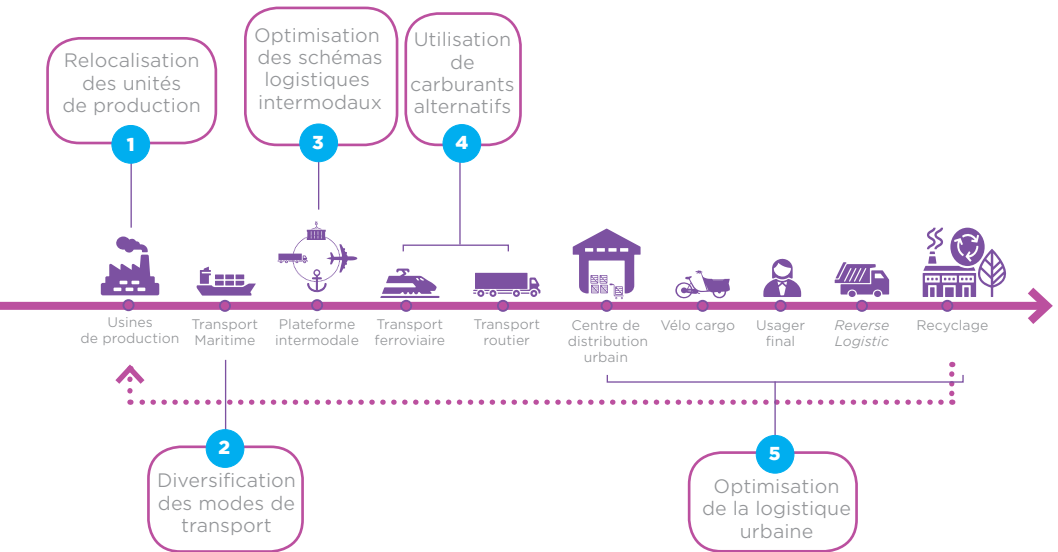 Relocalisation
des unités
de production
1
Optimisation
des schémas
logistiques
intermodaux
3
Utilisation
de
carburants
alternatifs
4
Usines
de production
Transport
Maritime
Plateforme
intermodale
Transport
ferroviaire
Transport
routier
Centre de
distribution
urbain
Vélo cargo
Usager
final
Reverse
Logistic
Recyclage
2
Diversification
des modes de
transport
5
Optimisation
de la logistique
urbaine